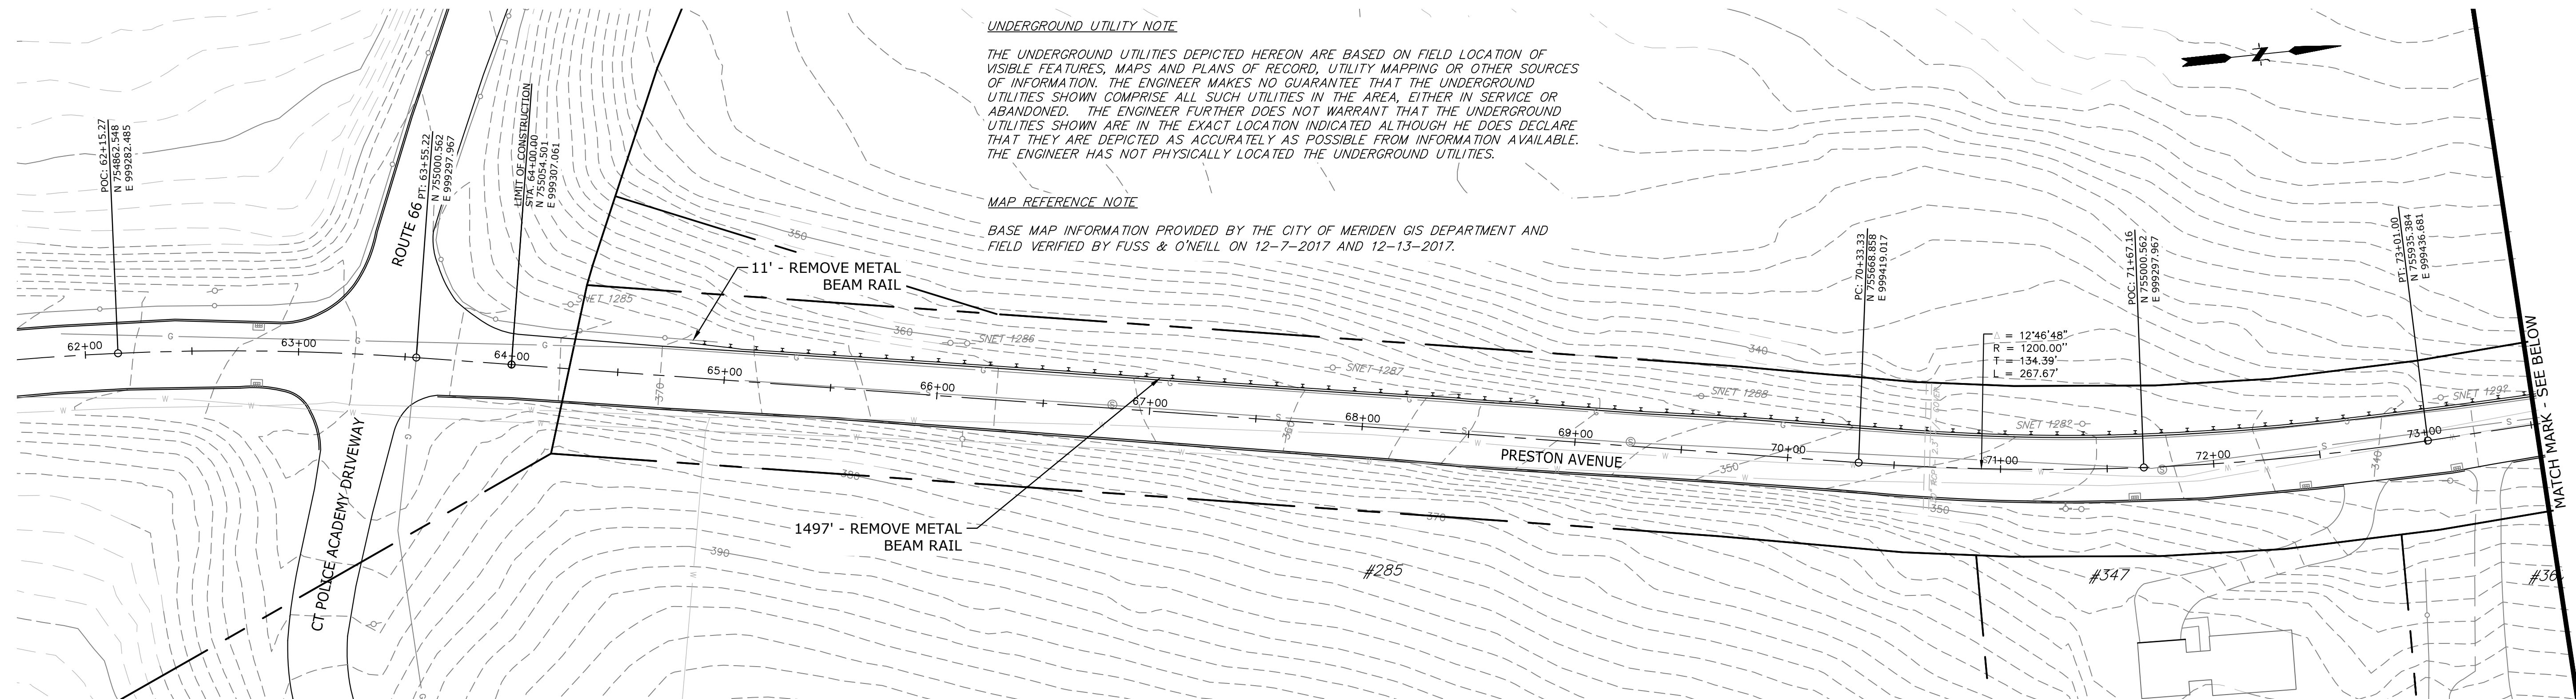 UNDERGROUND UTILITY NOTE
THE UNDERGROUND UTILITIES DEPICTED HEREON ARE BASED ON FIELD LOCATION OF
VISIBLE FEATURES, MAPS AND PLANS OF RECORD, UTILITY MAPPING OR OTHER SOURCES
OF INFORMATION. THE ENGINEER MAKES NO GUARANTEE THAT THE UNDERGROUND
UTILITIES SHOWN COMPRISE ALL SUCH UTILITIES IN THE AREA, EITHER IN SERVICE OR
ABANDONED. THE ENGINEER FURTHER DOES NOT WARRANT THAT THE UNDERGROUND
UTILITIES SHOWN ARE IN THE EXACT LOCATION INDICATED ALTHOUGH HE DOES DECLARE
THAT THEY ARE DEPICTED AS ACCURATELY AS POSSIBLE FROM INFORMATION AVAILABLE.
THE ENGINEER HAS NOT PHYSICALLY LOCATED THE UNDERGROUND UTILITIES.
MAP REFERENCE NOTE
BASE MAP INFORMATION PROVIDED BY THE CITY OF MERIDEN GIS DEPARTMENT AND
FIELD VERIFIED BY FUSS & O'NEILL ON 12-7-2017 AND 12-13-2017.
Z
POC: 62+15.27
N 754862.548
E 999282.485
ROUTE 66
PT: 63+55.22
N 755000.562
E 999297.967
LIMIT OF CONSTRUCTION
STA. 64+00.00
N 755054.501
E 999307.061
350
11' - REMOVE METAL
BEAM RAIL
SNET 1285
360
SNET 1286
SNET 1287
340
SNET 1288
PC: 70+33.33
N 755668.858
E 999419.017
△ = 12°46'48"
R = 1200.00"
T = 134.39'
L = 267.67'
POC: 71+67.16
N 755000.562
E 999297.967
PT: 73+01.00
N 755935.384
E 999436.681
SNET 1282
SNET 1292
MATCH MARK - SEE BELOW
62+00
63+00
64+00
65+00
66+00
67+00
68+00
69+00
70+00
71+00
72+00
73+00
370
360
350
340
PRESTON AVENUE
CT POLICE ACADEMY DRIVEWAY
1497' - REMOVE METAL
BEAM RAIL
380
390
370
350
#285
#347
#36